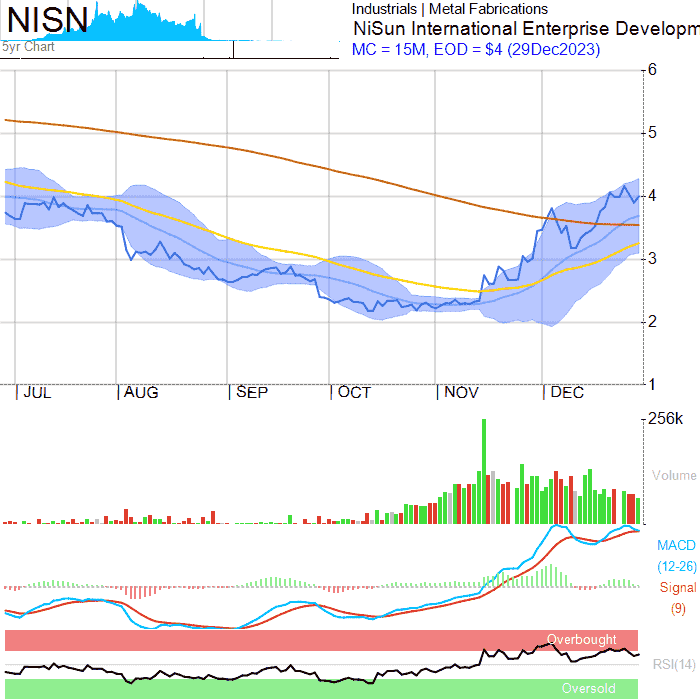 NISN
5yr Chart
Industrials | Metal Fabrications
NiSun International Enterprise Developm
MC = 15M, EOD = $4 (29Dec2023)
6
5
4
3
2
1
JUL AUG SEP OCT NOV DEC
256k
Volume
MACD
(12-26)
Signal
(9)
Overbought
RSI(14)
Oversold